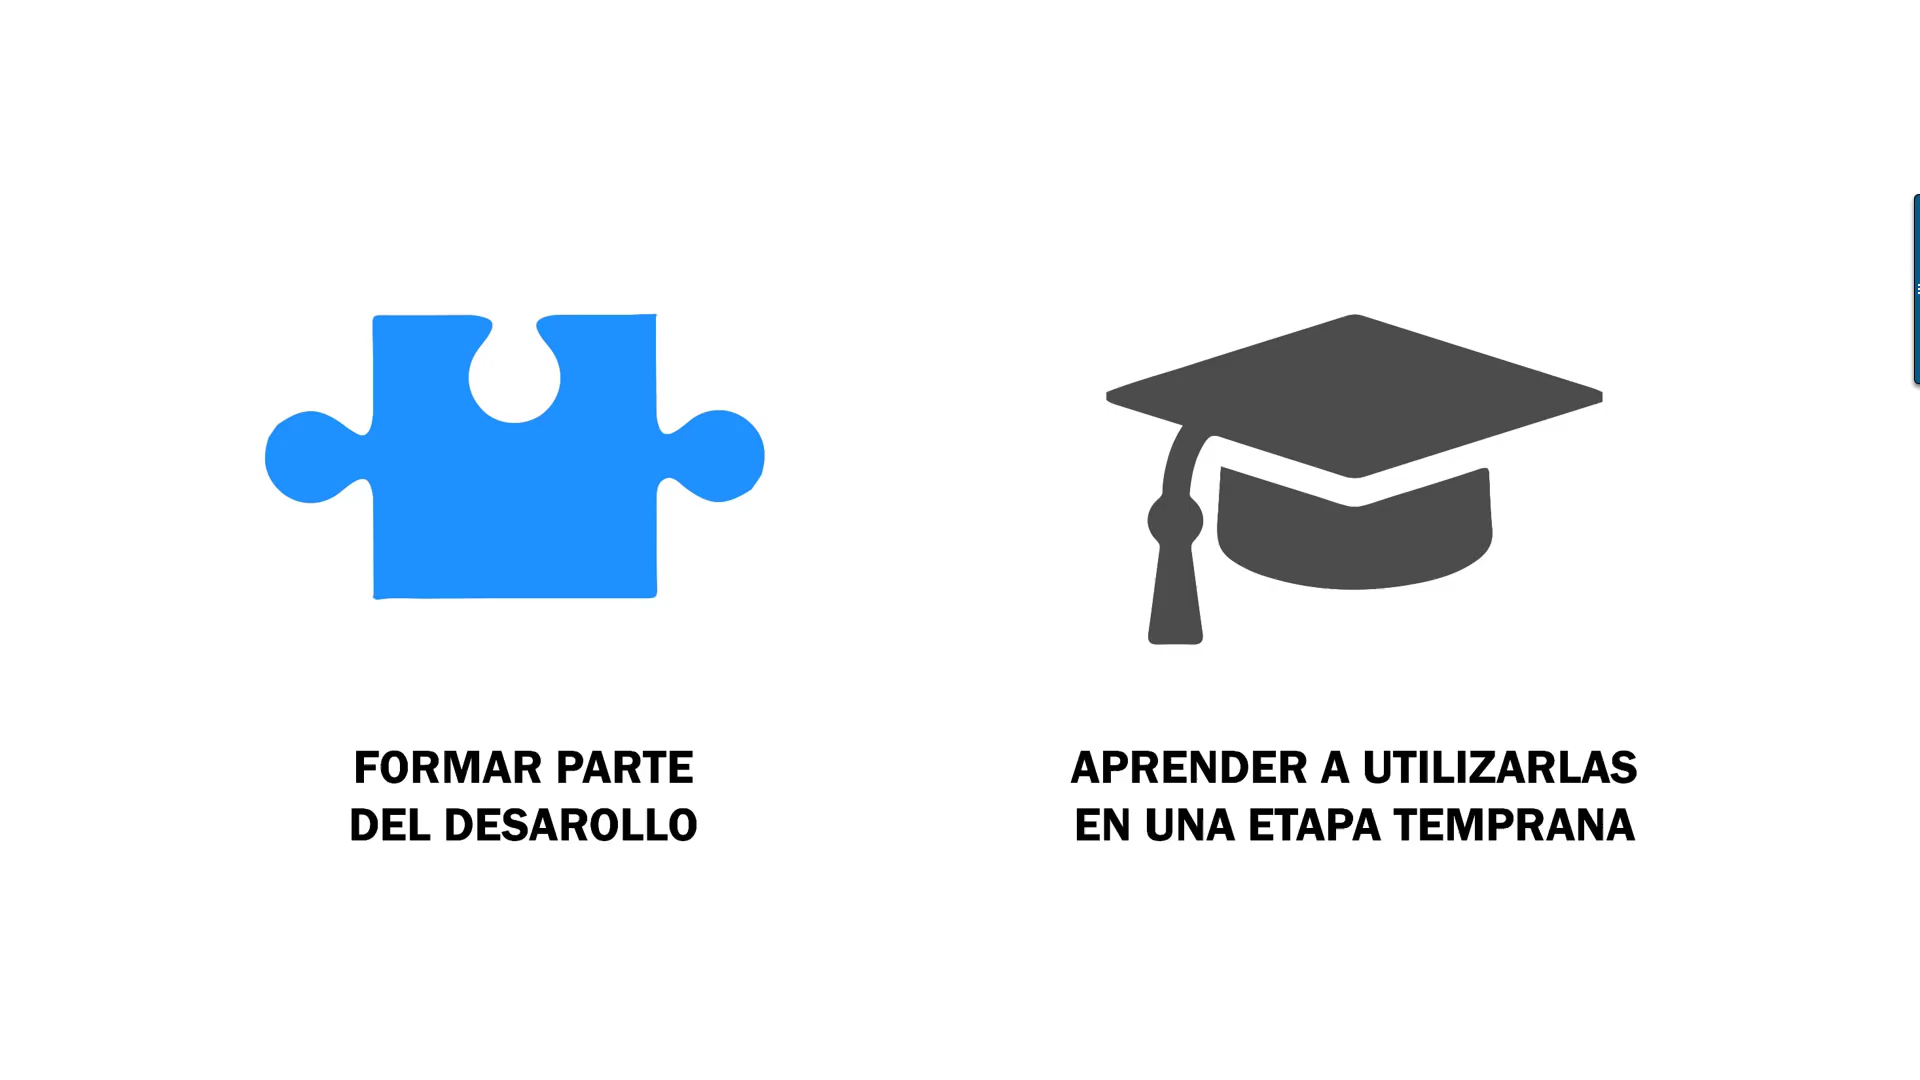 FORMAR PARTE
DEL DESAROLLO
APRENDER A UTILIZARLAS
EN UNA ETAPA TEMPRANA